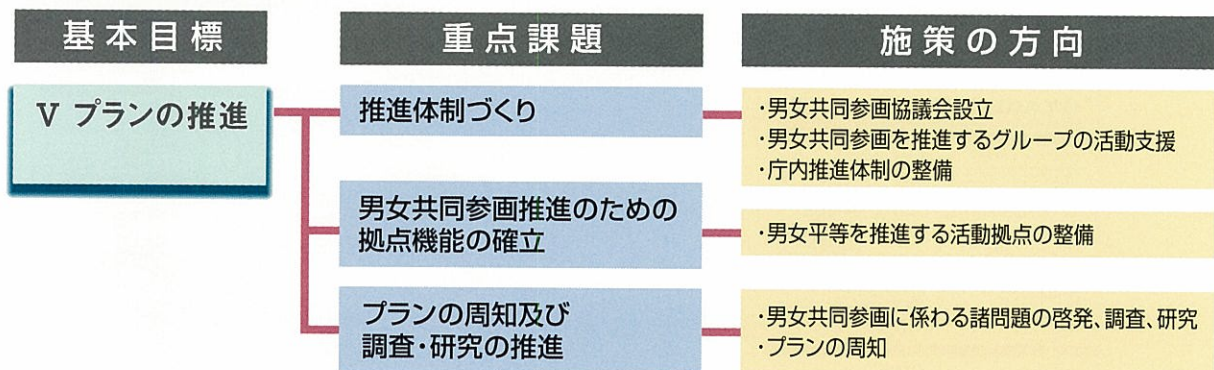 基本目標
重点課題
施策の方向
V プランの推進
推進体制づくり
・男女共同参画協議会設立
・男女共同参画を推進するグループの活動支援
・庁内推進体制の整備
男女共同参画推進のための
拠点機能の確立
・男女平等を推進する活動拠点の整備
プランの周知及び
調査・研究の推進
・男女共同参画に係わる諸問題の啓発、調査、研究
・プランの周知